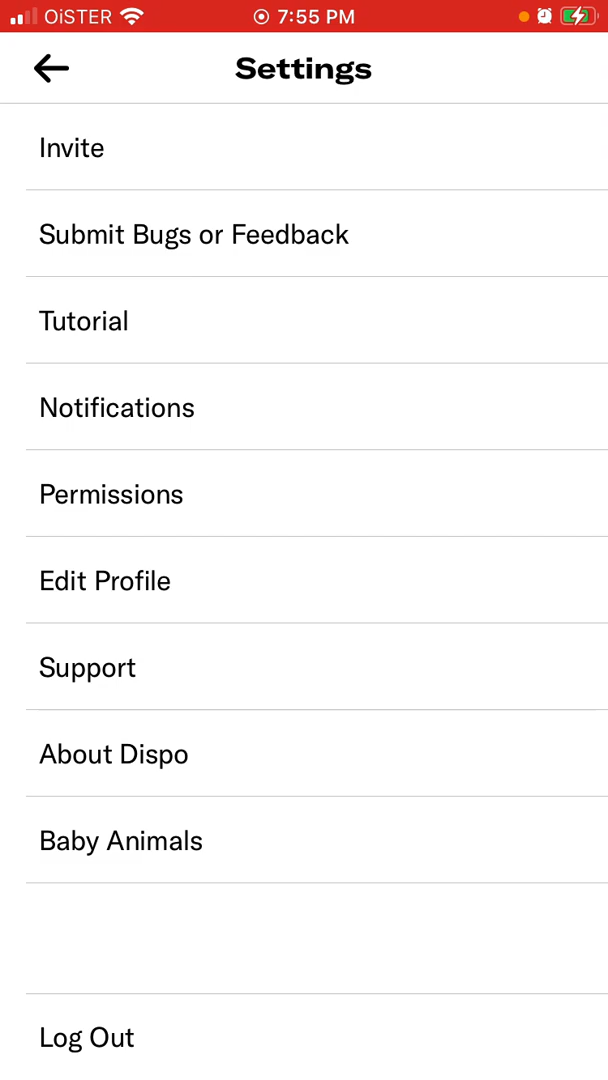 OiSTER 7:55 PM
Settings
Invite
Submit Bugs or Feedback
Tutorial
Notifications
Permissions
Edit Profile
Support
About Dispo
Baby Animals
Log Out